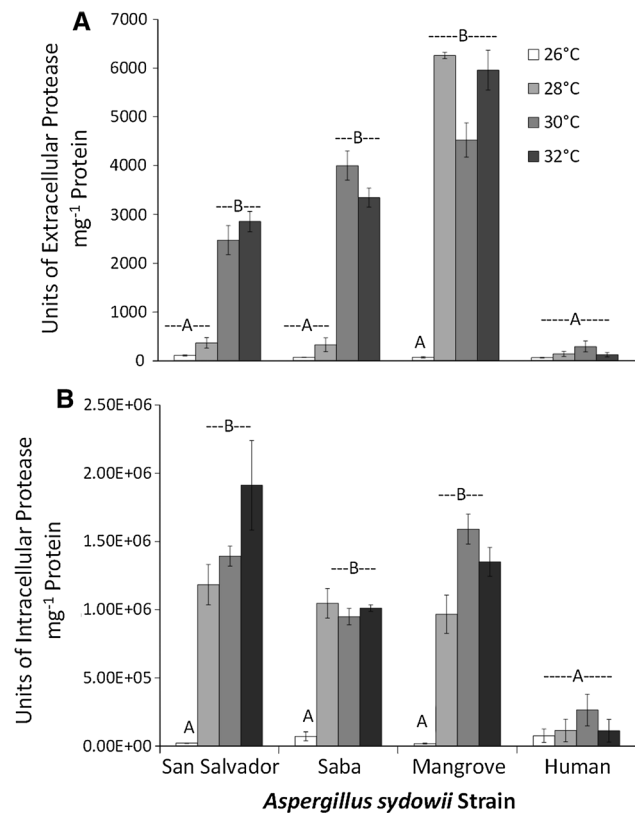 A
Units of Extracellular Protease
mg-1 Protein
7000
6000
5000
4000
3000
2000
1000
0
-----A-----
---B---
----A----
---B---
A
------B------
------A------
26°C
28°C
30°C
32°C
B
Units of Intracellular Protease
mg-1 Protein
2.50E+06
2.00E+06
1.50E+06
1.00E+06
5.00E+05
0.00E+00
A
----B----
A
----B----
A
----B---
------A------
San Salvador
Saba
Mangrove
Human
Aspergillus sydowii Strain